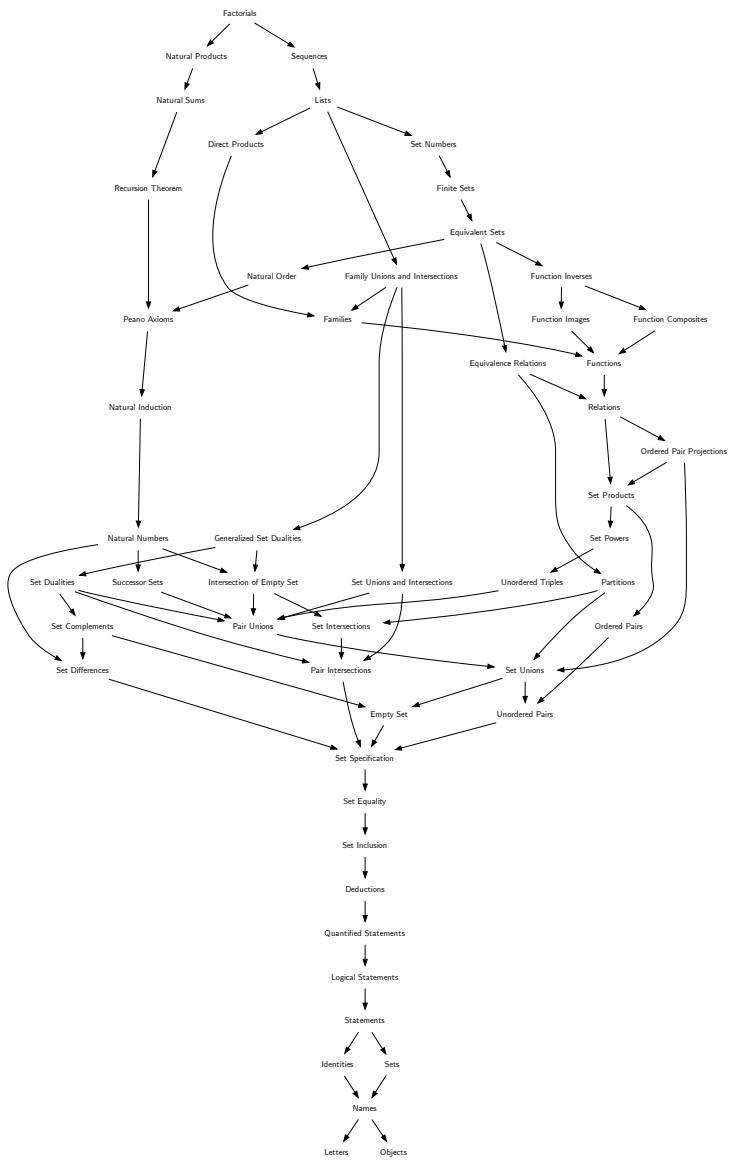 Factorials
Natural Products
Sequences
Natural Sums
Lists
Direct Products
Set Numbers
Recursion Theorem
Finite Sets
Equivalent Sets
Natural Order
Family Unions and Intersections
Function Inverses
Peano Axioms
Families
Function Images
Function Composites
Equivalence Relations
Functions
Natural Induction
Relations
Ordered Pair Projections
Set Products
Natural Numbers
Generalized Set Dualities
Set Powers
Set Dualities
Successor Sets
Intersection of Empty Set
Set Unions and Intersections
Unordered Triples
Partitions
Set Complements
Pair Unions
Set Intersections
Ordered Pairs
Set Differences
Pair Intersections
Set Unions
Empty Set
Unordered Pairs
Set Specification
Set Equality
Set Inclusion
Deductions
Quantified Statements
Logical Statements
Statements
Identities
Sets
Names
Letters
Objects